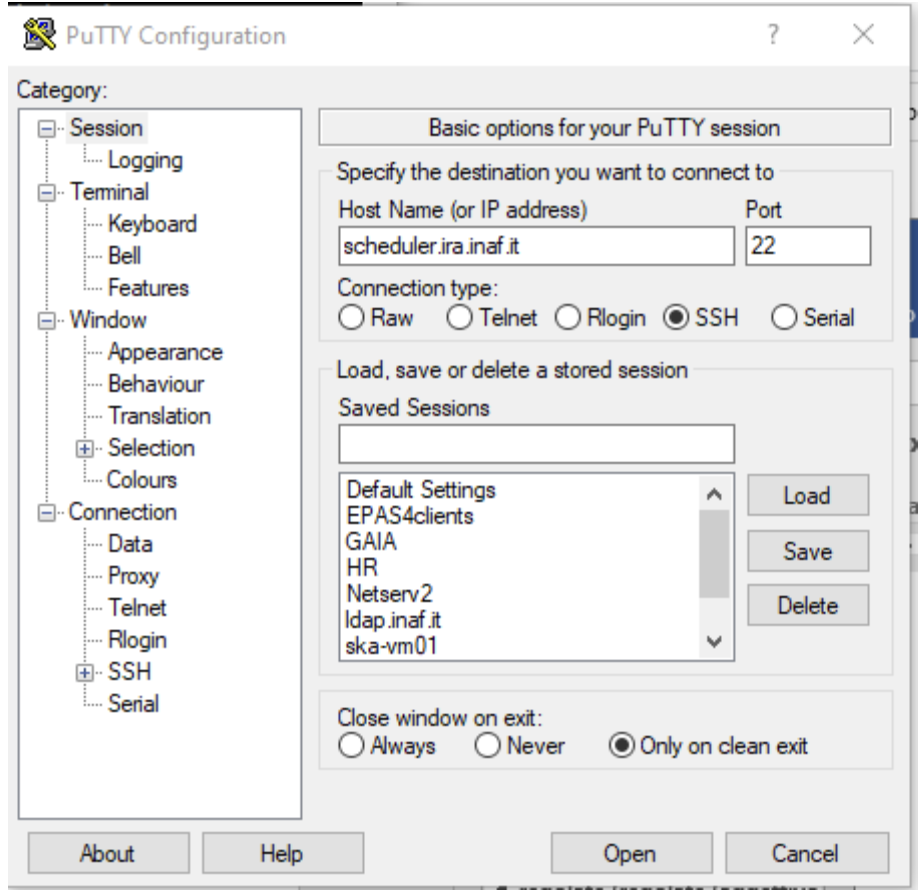 PuTTY Configuration
?
Category:
Session
Logging
Terminal
Keyboard
Bell
Features
Window
Appearance
Behaviour
Translation
Selection
Colours
Connection
Data
Proxy
Telnet
Rlogin
SSH
Serial
Basic options for your PuTTY session
Specify the destination you want to connect to
Host Name (or IP address) Port
scheduler.ira.inaf.it 22
Connection type:
Raw Telnet Rlogin SSH Serial
Load, save or delete a stored session
Saved Sessions
Default Settings
EPAS4clients
GAIA
HR
Netserv2
ldap.inaf.it
ska-vm01
Load
Save
Delete
Close window on exit:
Always Never Only on clean exit
About Help Open Cancel